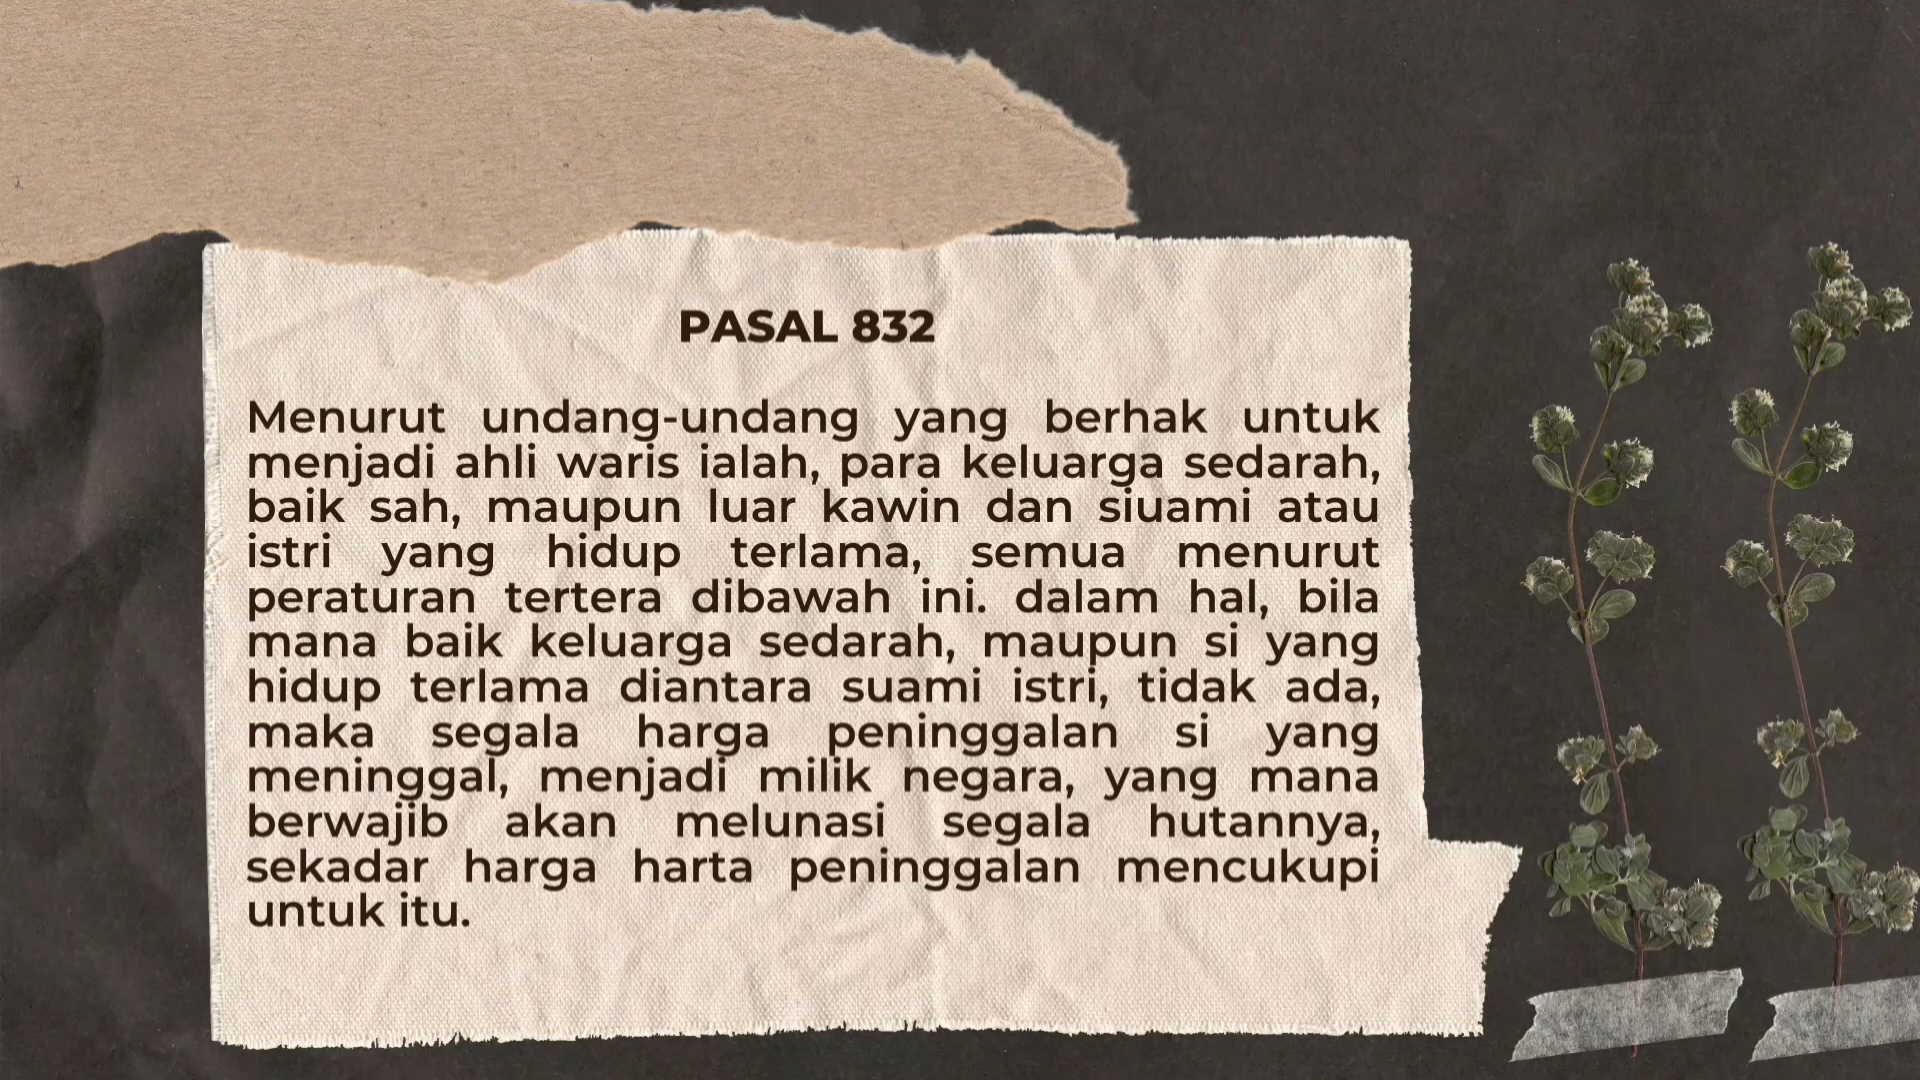 PASAL 832
Menurut undang-undang yang berhak untuk
menjadi ahli waris ialah, para keluarga sedarah,
baik sah, maupun luar kawin dan siuami atau
istri yang hidup terlama, semua menurut
peraturan tertera dibawah ini. dalam hal, bila
mana baik keluarga sedarah, maupun si yang
hidup terlama diantara suami istri, tidak ada,
maka segala harga peninggalan si yang
meninggal, menjadi milik negara, yang mana
berwajib akan melunasi segala hutannya,
sekadar harga harta peninggalan mencukupi
untuk itu.